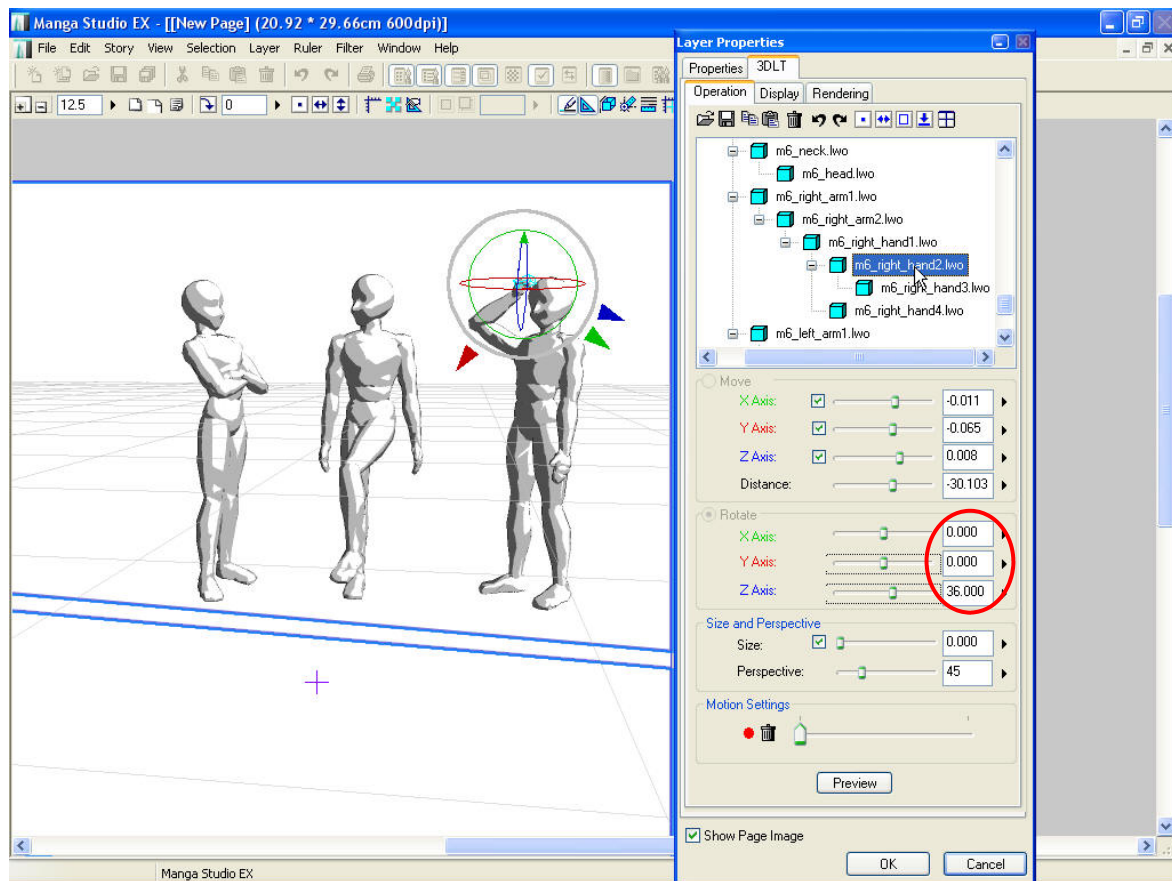 Manga Studio EX - [[New Page] (20.92 * 29.66cm 600dpi)]
File Edit Story View Selection Layer Ruler Filter Window Help
12.5 0
Layer Properties
Properties 3DLT
Operation Display Rendering
m6_neck.lwo
m6_head.lwo
m6_right_arm1.lwo
m6_right_arm2.lwo
m6_right_hand1.lwo
m6_right_hand2.lwo
m6_right_hand3.lwo
m6_right_hand4.lwo
m6_left_arm1.lwo
Move
X Axis: -0.011
Y Axis: -0.065
Z Axis: 0.008
Distance: -30.103
Rotate
X Axis: 0.000
Y Axis: 0.000
Z Axis: 36.000
Size and Perspective
Size: 0.000
Perspective: 45
Motion Settings
Preview
Show Page Image
OK Cancel
Manga Studio EX